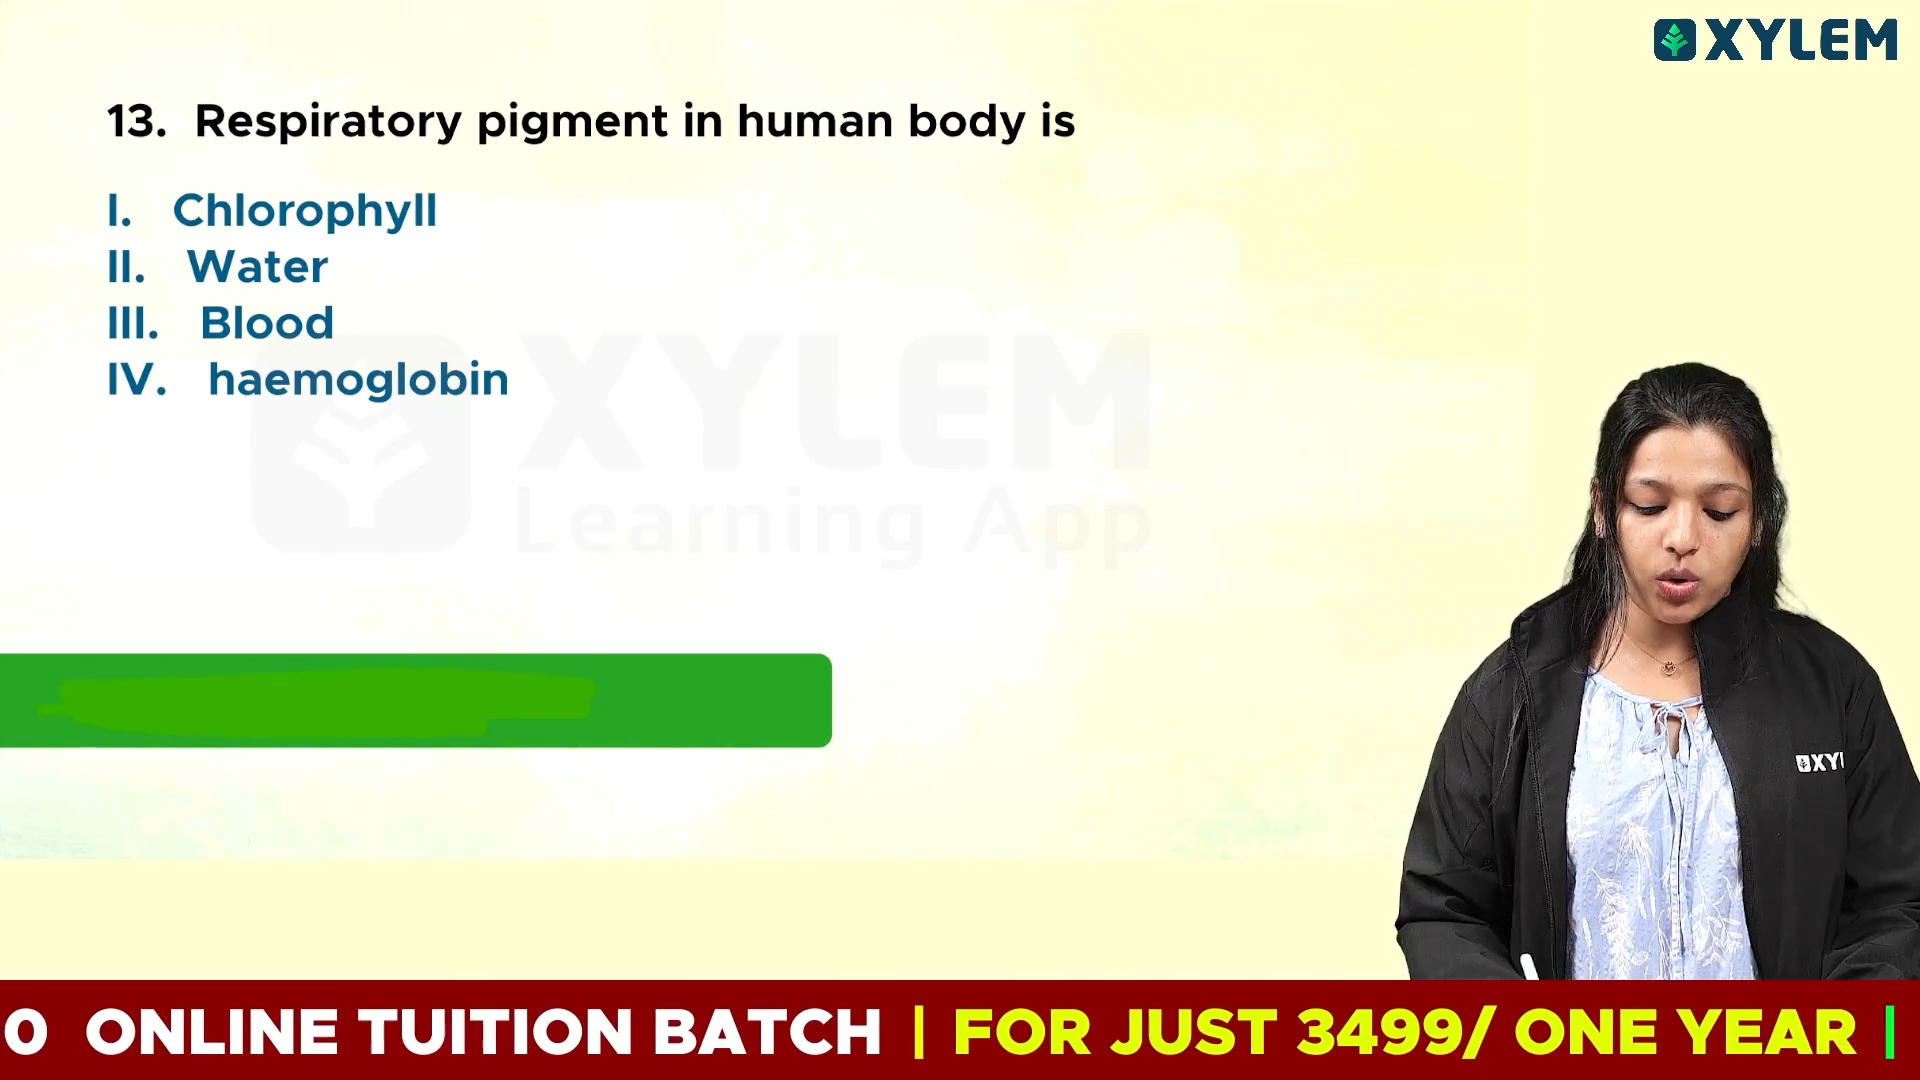 XYLEM
13. Respiratory pigment in human body is
I. Chlorophyll
II. Water
III. Blood
IV. haemoglobin
XYLEM
Learning App
XYL
0 ONLINE TUITION BATCH | FOR JUST 3499/ ONE YEAR |